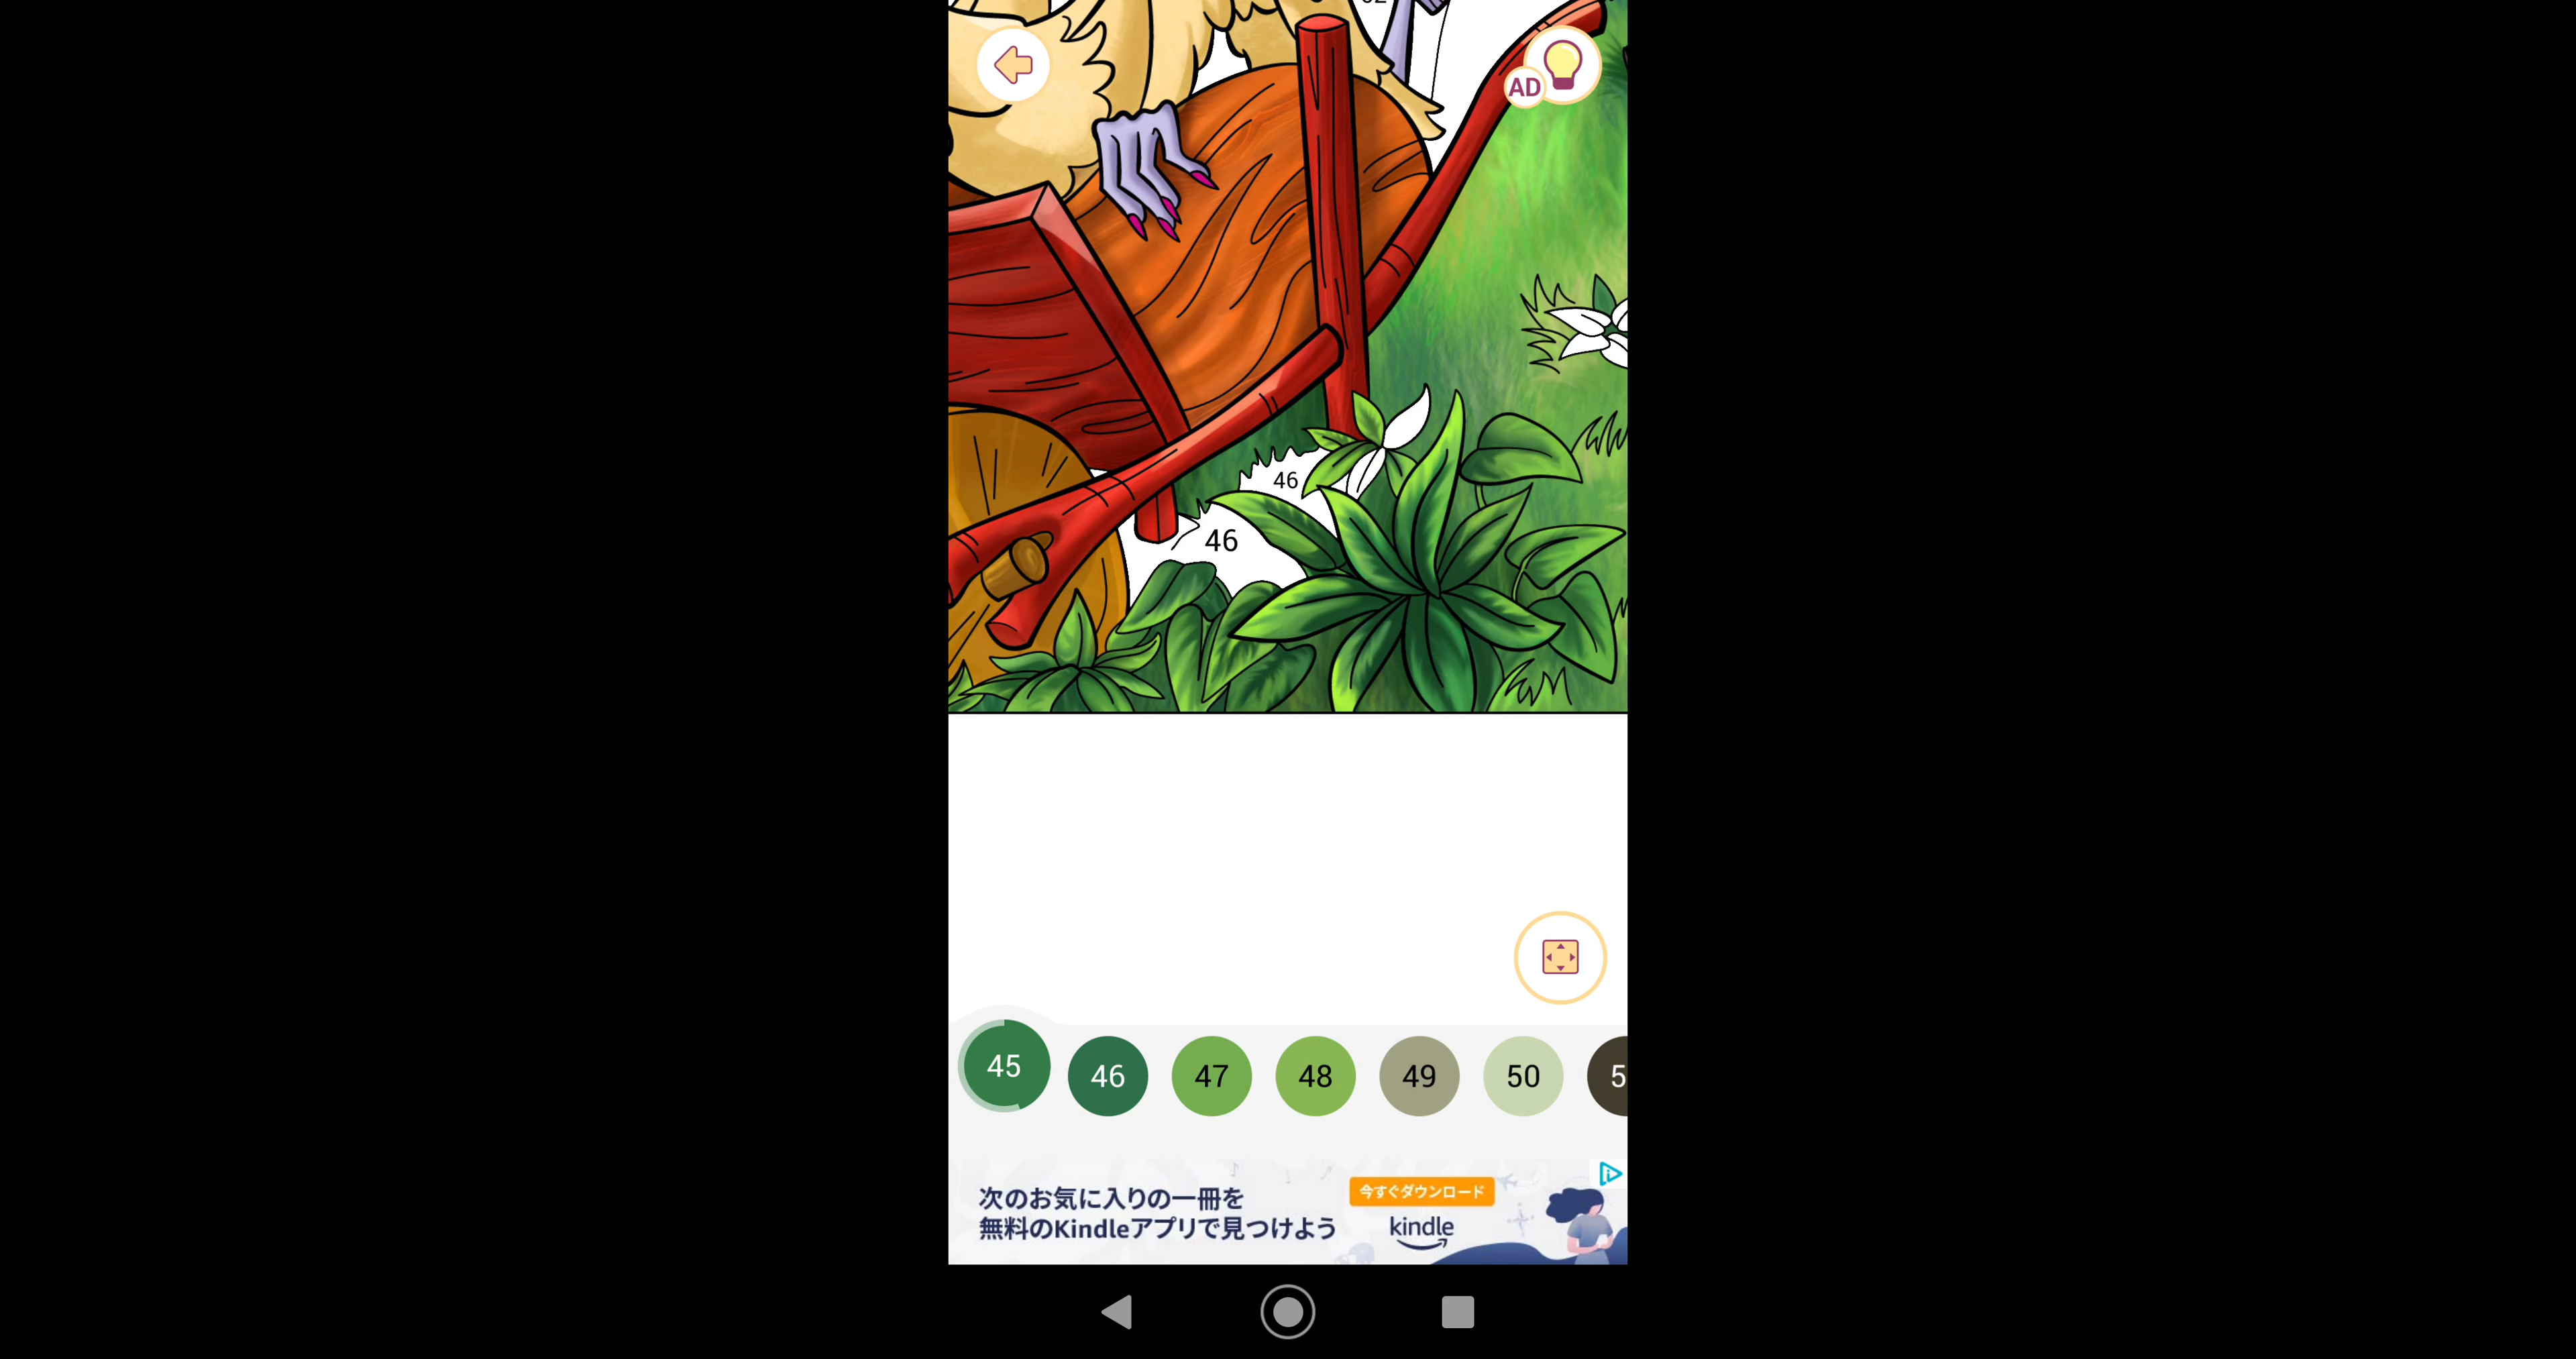 AD
46
46
45 46 47 48 49 50
次のお気に入りの一冊を
無料のKindleアプリで見つけよう
今すぐダウンロード
kindle